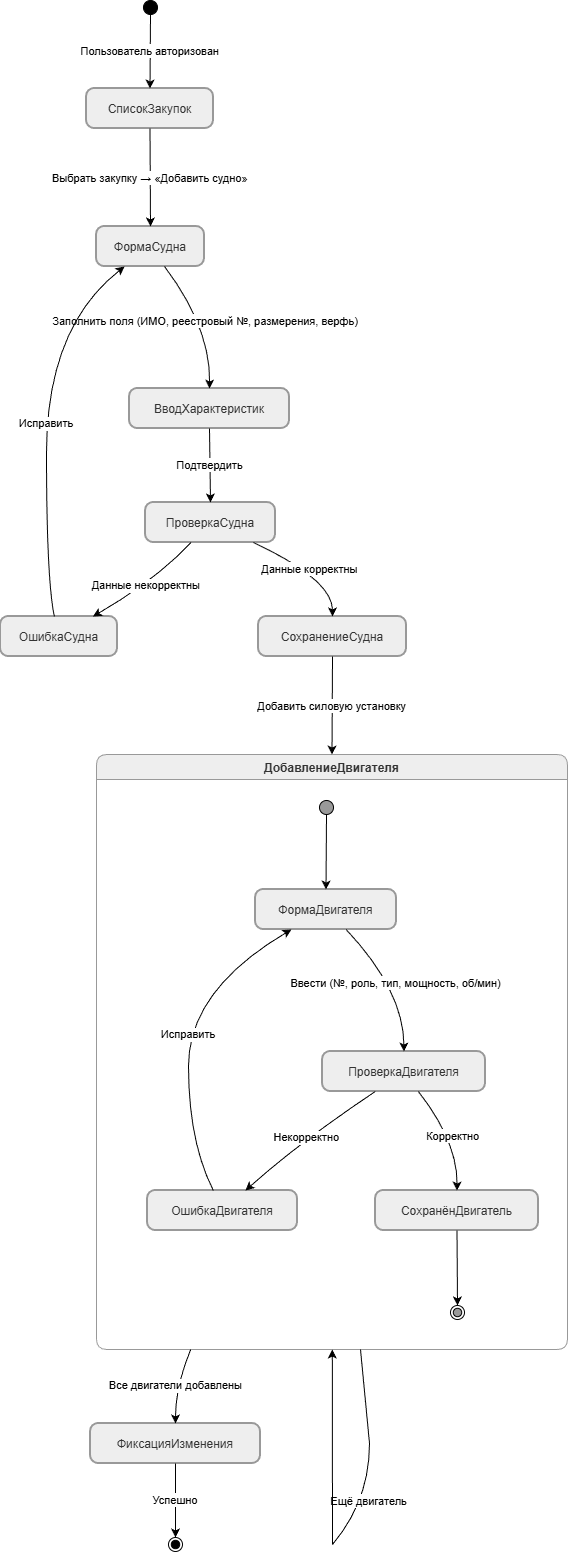 Пользователь авторизован
СписокЗакупок
Выбрать закупку → «Добавить судно»
ФормаСудна
Заполнить поля (ИМО, реестровый №, размерения, верфь)
ВводХарактеристик
Исправить
Подтвердить
ПроверкаСудна
Данные корректны
Данные некорректны
ОшибкаСудна
СохранениеСудна
Добавить силовую установку
ДобавлениеДвигателя
ФормаДвигателя
Ввести (№, роль, тип, мощность, об/мин)
Исправить
ПроверкаДвигателя
Некорректно
Корректно
ОшибкаДвигателя
СохранёнДвигатель
Все двигатели добавлены
ФиксацияИзменения
Успешно
Ещё двигатель